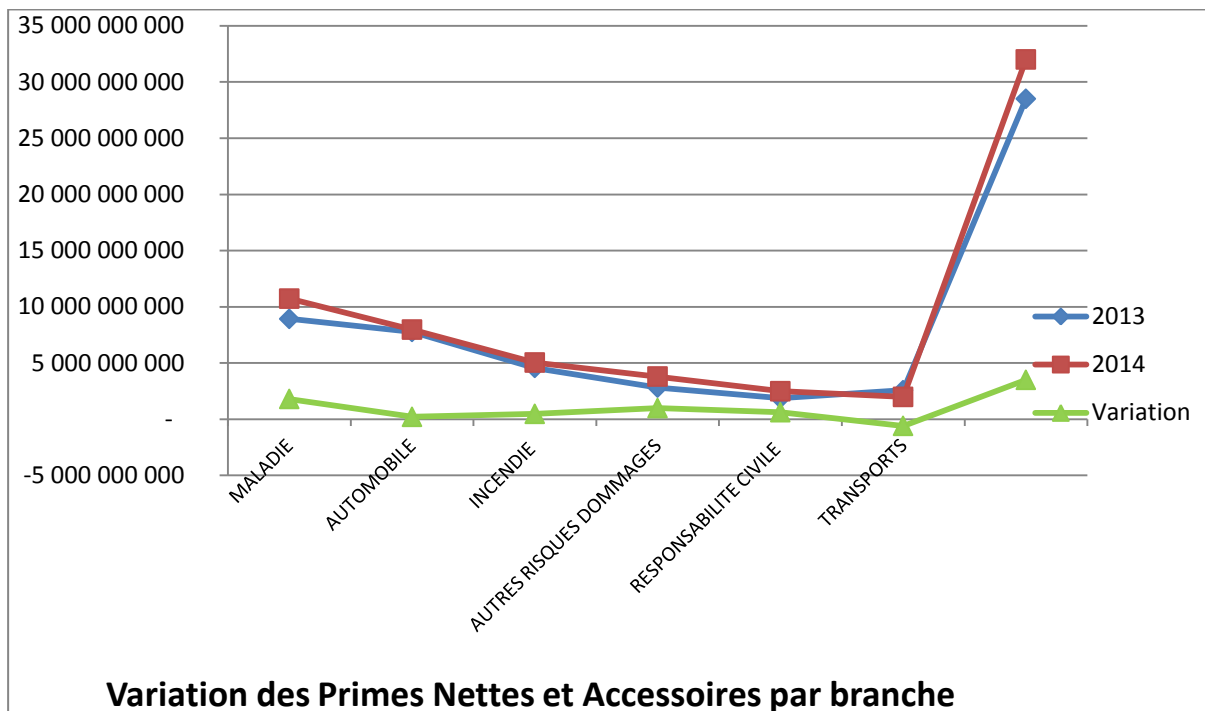 35 000 000 000
30 000 000 000
25 000 000 000
20 000 000 000
15 000 000 000
10 000 000 000
5 000 000 000
-
-5 000 000 000
MALADIE
AUTOMOBILE
INCENDIE
AUTRES RISQUES DOMMAGES
RESPONSABILITE CIVILE
TRANSPORTS
2013
2014
Variation
Variation des Primes Nettes et Accessoires par branche